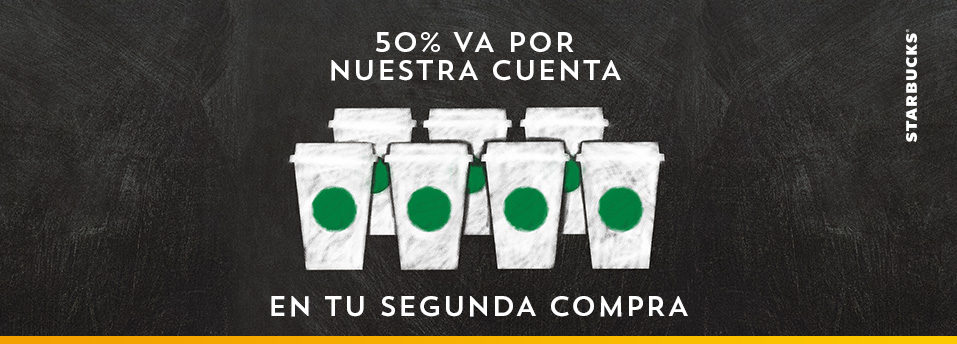 50% VA POR
NUESTRA CUENTA
STARBUCKS®
EN TU SEGUNDA COMPRA